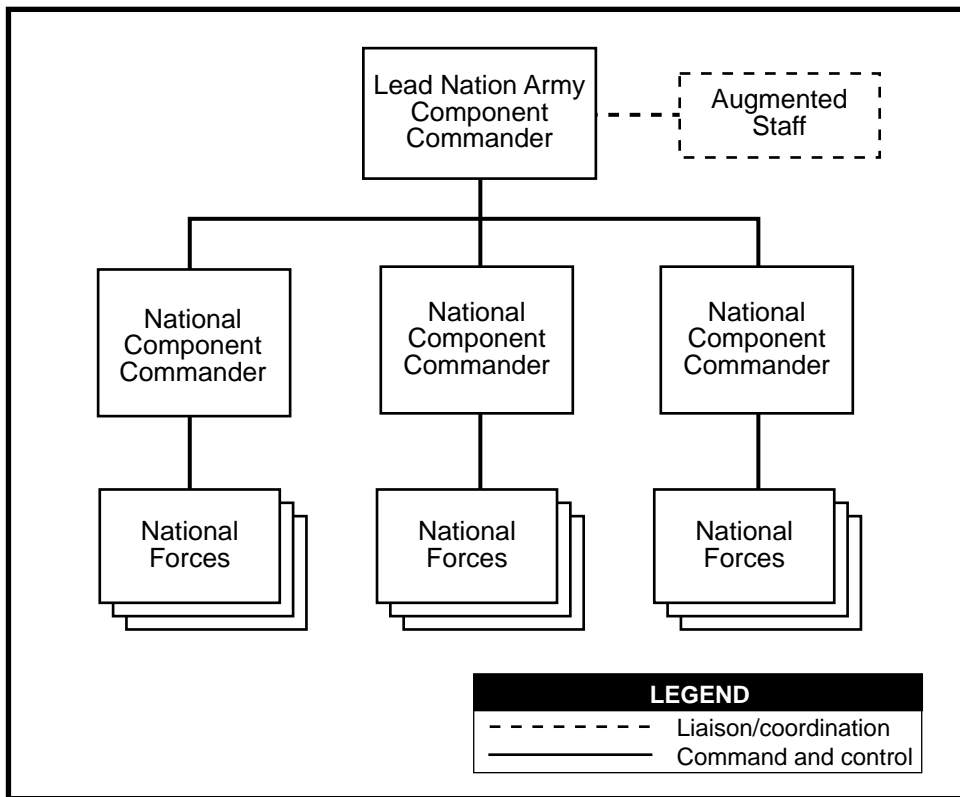 Lead Nation Army
Component
Commander
Augmented
Staff
National
Component
Commander
National
Component
Commander
National
Component
Commander
National
Forces
National
Forces
National
Forces
LEGEND
Liaison/coordination
Command and control